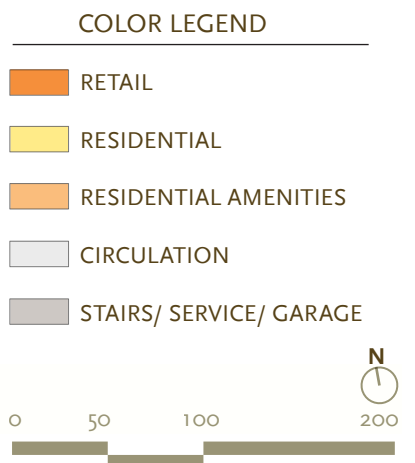 COLOR LEGEND
RETAIL
RESIDENTIAL
RESIDENTIAL AMENITIES
CIRCULATION
STAIRS/ SERVICE/ GARAGE
N
0 50 100 200